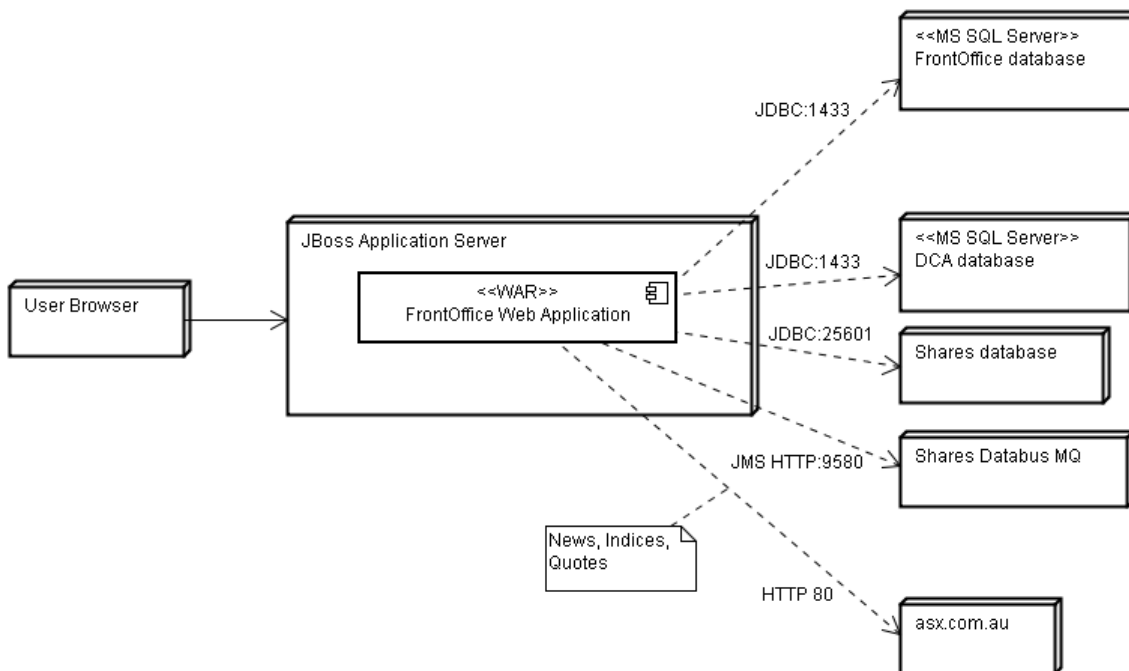 <<MS SQL Server>>
FrontOffice database
JDBC:1433
JBoss Application Server
<<MS SQL Server>>
DCA database
JDBC:1433
User Browser
<<WAR>>
FrontOffice Web Application
JDBC:25601
Shares database
JMS HTTP:9580
Shares Databus MQ
News, Indices,
Quotes
HTTP 80
asx.com.au